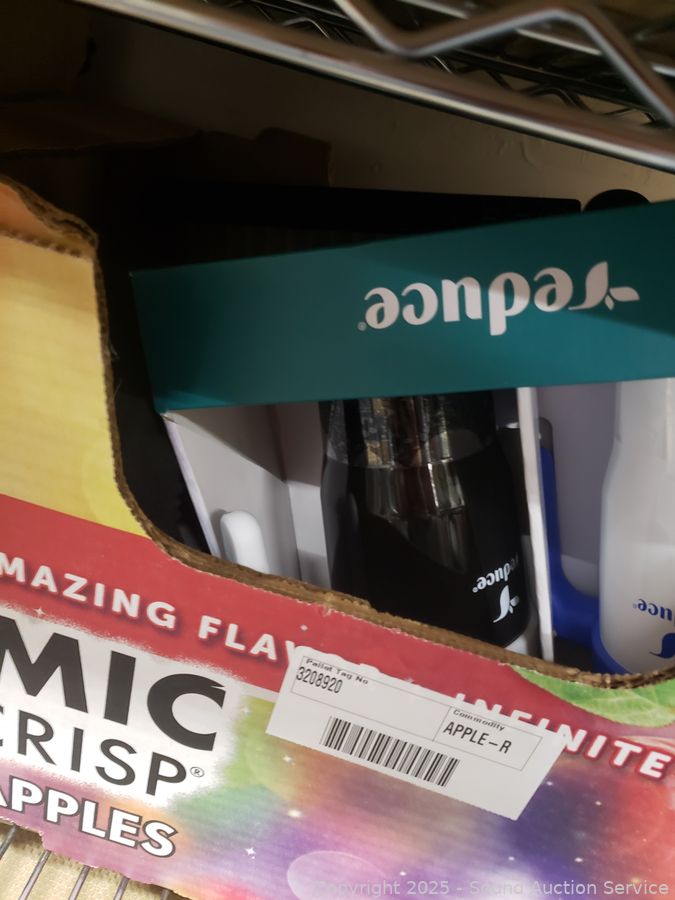 reduce®
reduce®
reduce
MAZING FLAV
INFINITE
MIC
CRISP®
APPLES
Pallet Tag No
3208920
Commodity
APPLE-R
Copyright 2025 - Sound Auction Service